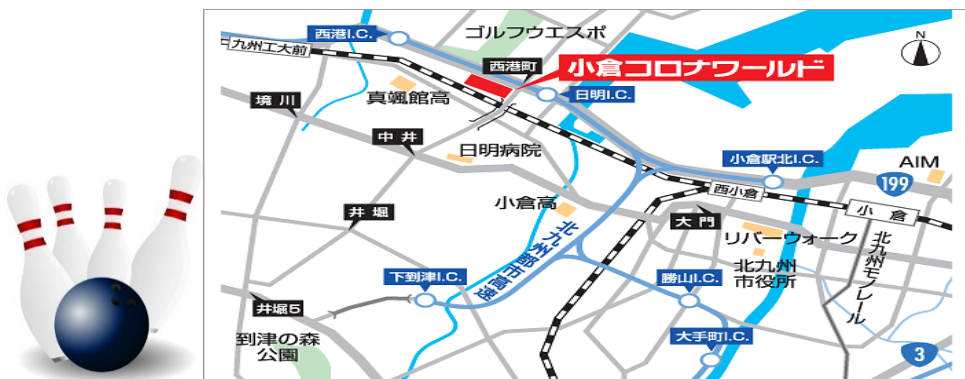 西港I.C.
ゴルフウエスポ
N
九州工大前
西港町
小倉コロナワールド
真颯館高
日明I.C.
境川
中井
日明病院
小倉駅北I.C.
AIM
199
西小倉
小倉
小倉高
大門
井堀
リバーウォーク
北九州都市高速
北九州
市役所
北九州モノレール
下到津I.C.
勝山I.C.
井堀5
到津の森
公園
大手町I.C.
3